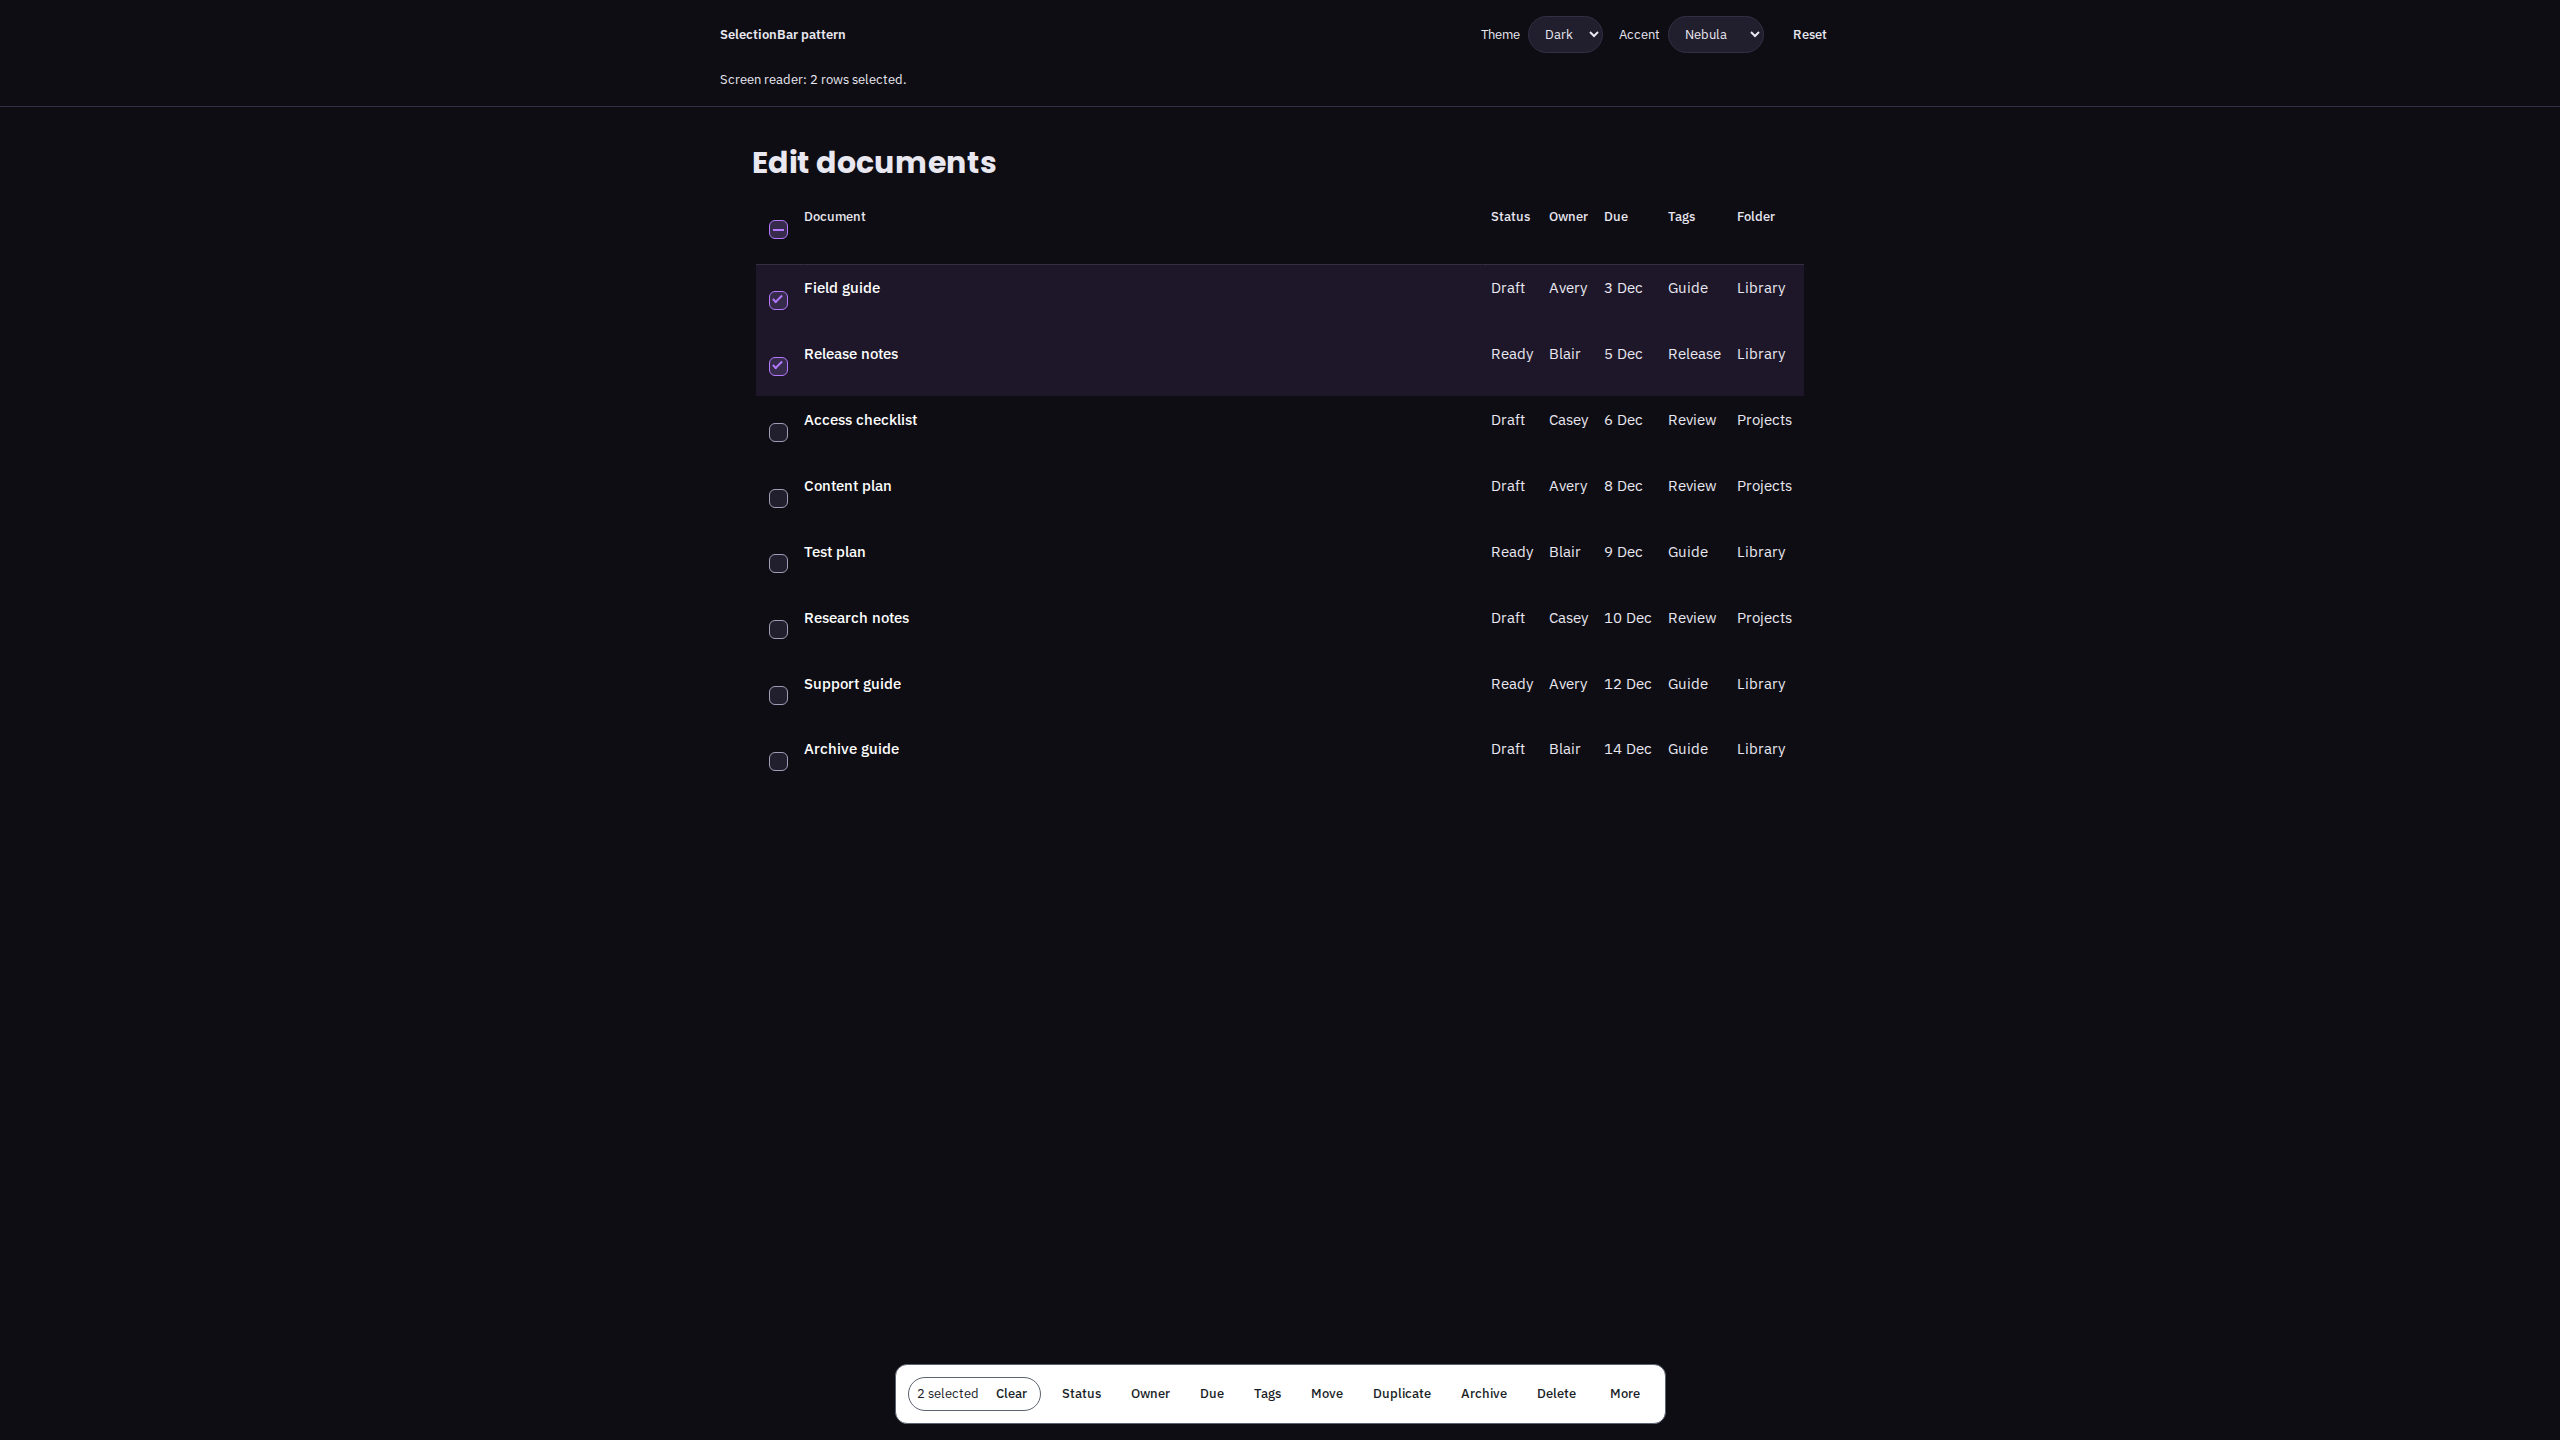 SelectionBar pattern Theme Dark Accent Nebula Reset
Screen reader: 2 rows selected.
Edit documents
Document Status Owner Due Tags Folder
Field guide Draft Avery 3 Dec Guide Library
Release notes Ready Blair 5 Dec Release Library
Access checklist Draft Casey 6 Dec Review Projects
Content plan Draft Avery 8 Dec Review Projects
Test plan Ready Blair 9 Dec Guide Library
Research notes Draft Casey 10 Dec Review Projects
Support guide Ready Avery 12 Dec Guide Library
Archive guide Draft Blair 14 Dec Guide Library
2 selected Clear Status Owner Due Tags Move Duplicate Archive Delete More